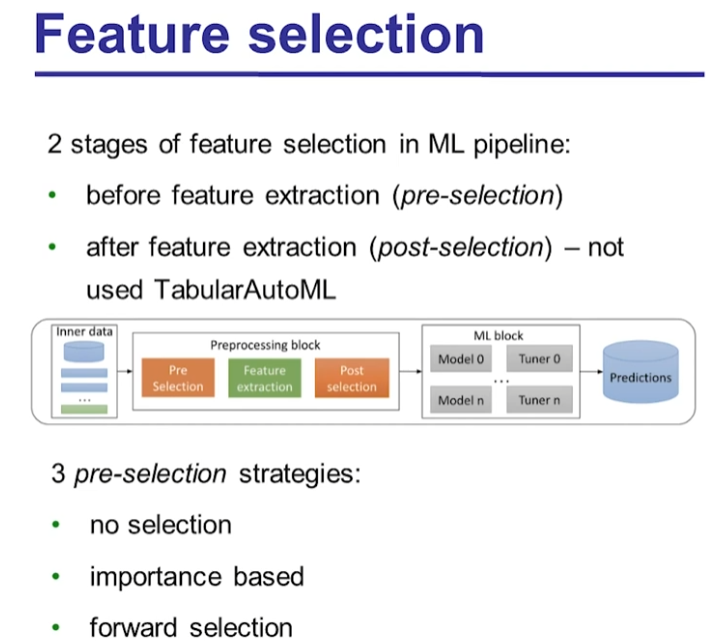 Feature selection
2 stages of feature selection in ML pipeline:
• before feature extraction (pre-selection)
• after feature extraction (post-selection) – not
used TabularAutoML
Inner data
...
Preprocessing block
Pre
Selection
Feature
extraction
Post
selection
ML block
Model 0
Tuner 0
...
Model n
Tuner n
Predictions
3 pre-selection strategies:
• no selection
• importance based
• forward selection